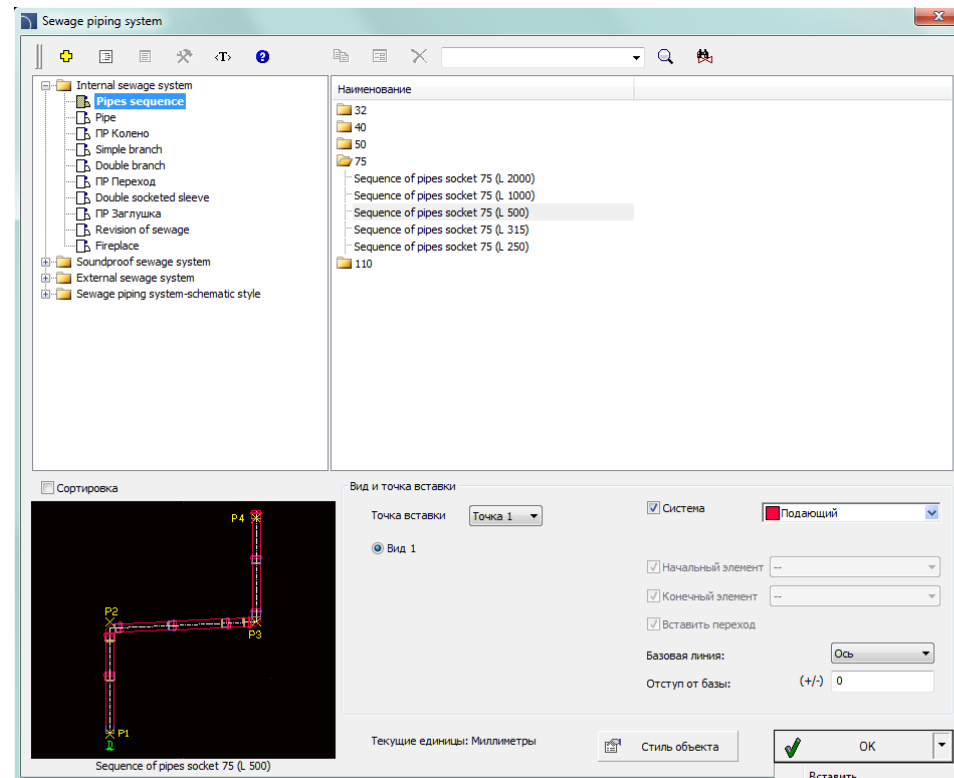 Sewage piping system
<T>
Internal sewage system
Pipes sequence
Pipe
ПР Колено
Simple branch
Double branch
ПР Переход
Double socketed sleeve
ПР Заглушка
Revision of sewage
Fireplace
Soundproof sewage system
External sewage system
Sewage piping system-schematic style
Наименование
32
40
50
75
Sequence of pipes socket 75 (L 2000)
Sequence of pipes socket 75 (L 1000)
Sequence of pipes socket 75 (L 500)
Sequence of pipes socket 75 (L 315)
Sequence of pipes socket 75 (L 250)
110
Сортировка
P4
P2
P3
P1
Sequence of pipes socket 75 (L 500)
Вид и точка вставки
Точка вставки Точка 1
Вид 1
Система Подающий
Начальный элемент --
Конечный элемент --
Вставить переход
Базовая линия: Ось
Отступ от базы: (+/-) 0
Текущие единицы: Миллиметры
Стиль объекта
OK
Вставить